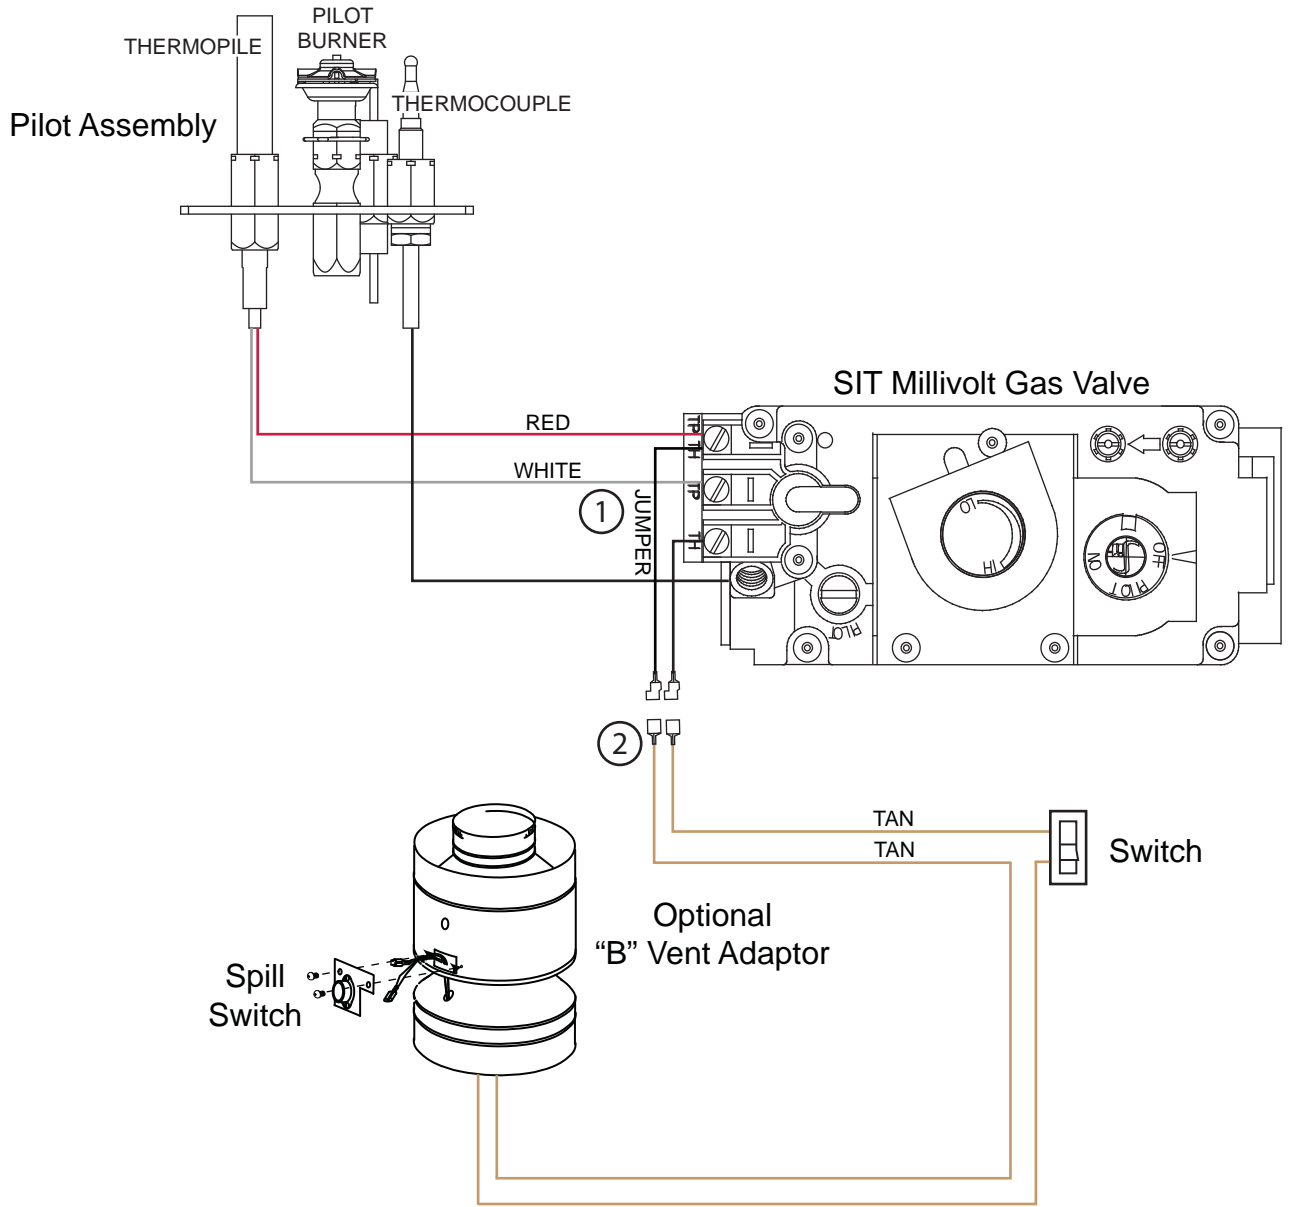 PILOT
BURNER
THERMOPILE
THERMOCOUPLE
Pilot Assembly
SIT Millivolt Gas Valve
RED
TP
TH
WHITE
TP
1
JUMPER
TH
LO
HI
OFF
PILOT
ON
PILOT
2
TAN
TAN
Switch
Optional
“B” Vent Adaptor
Spill
Switch